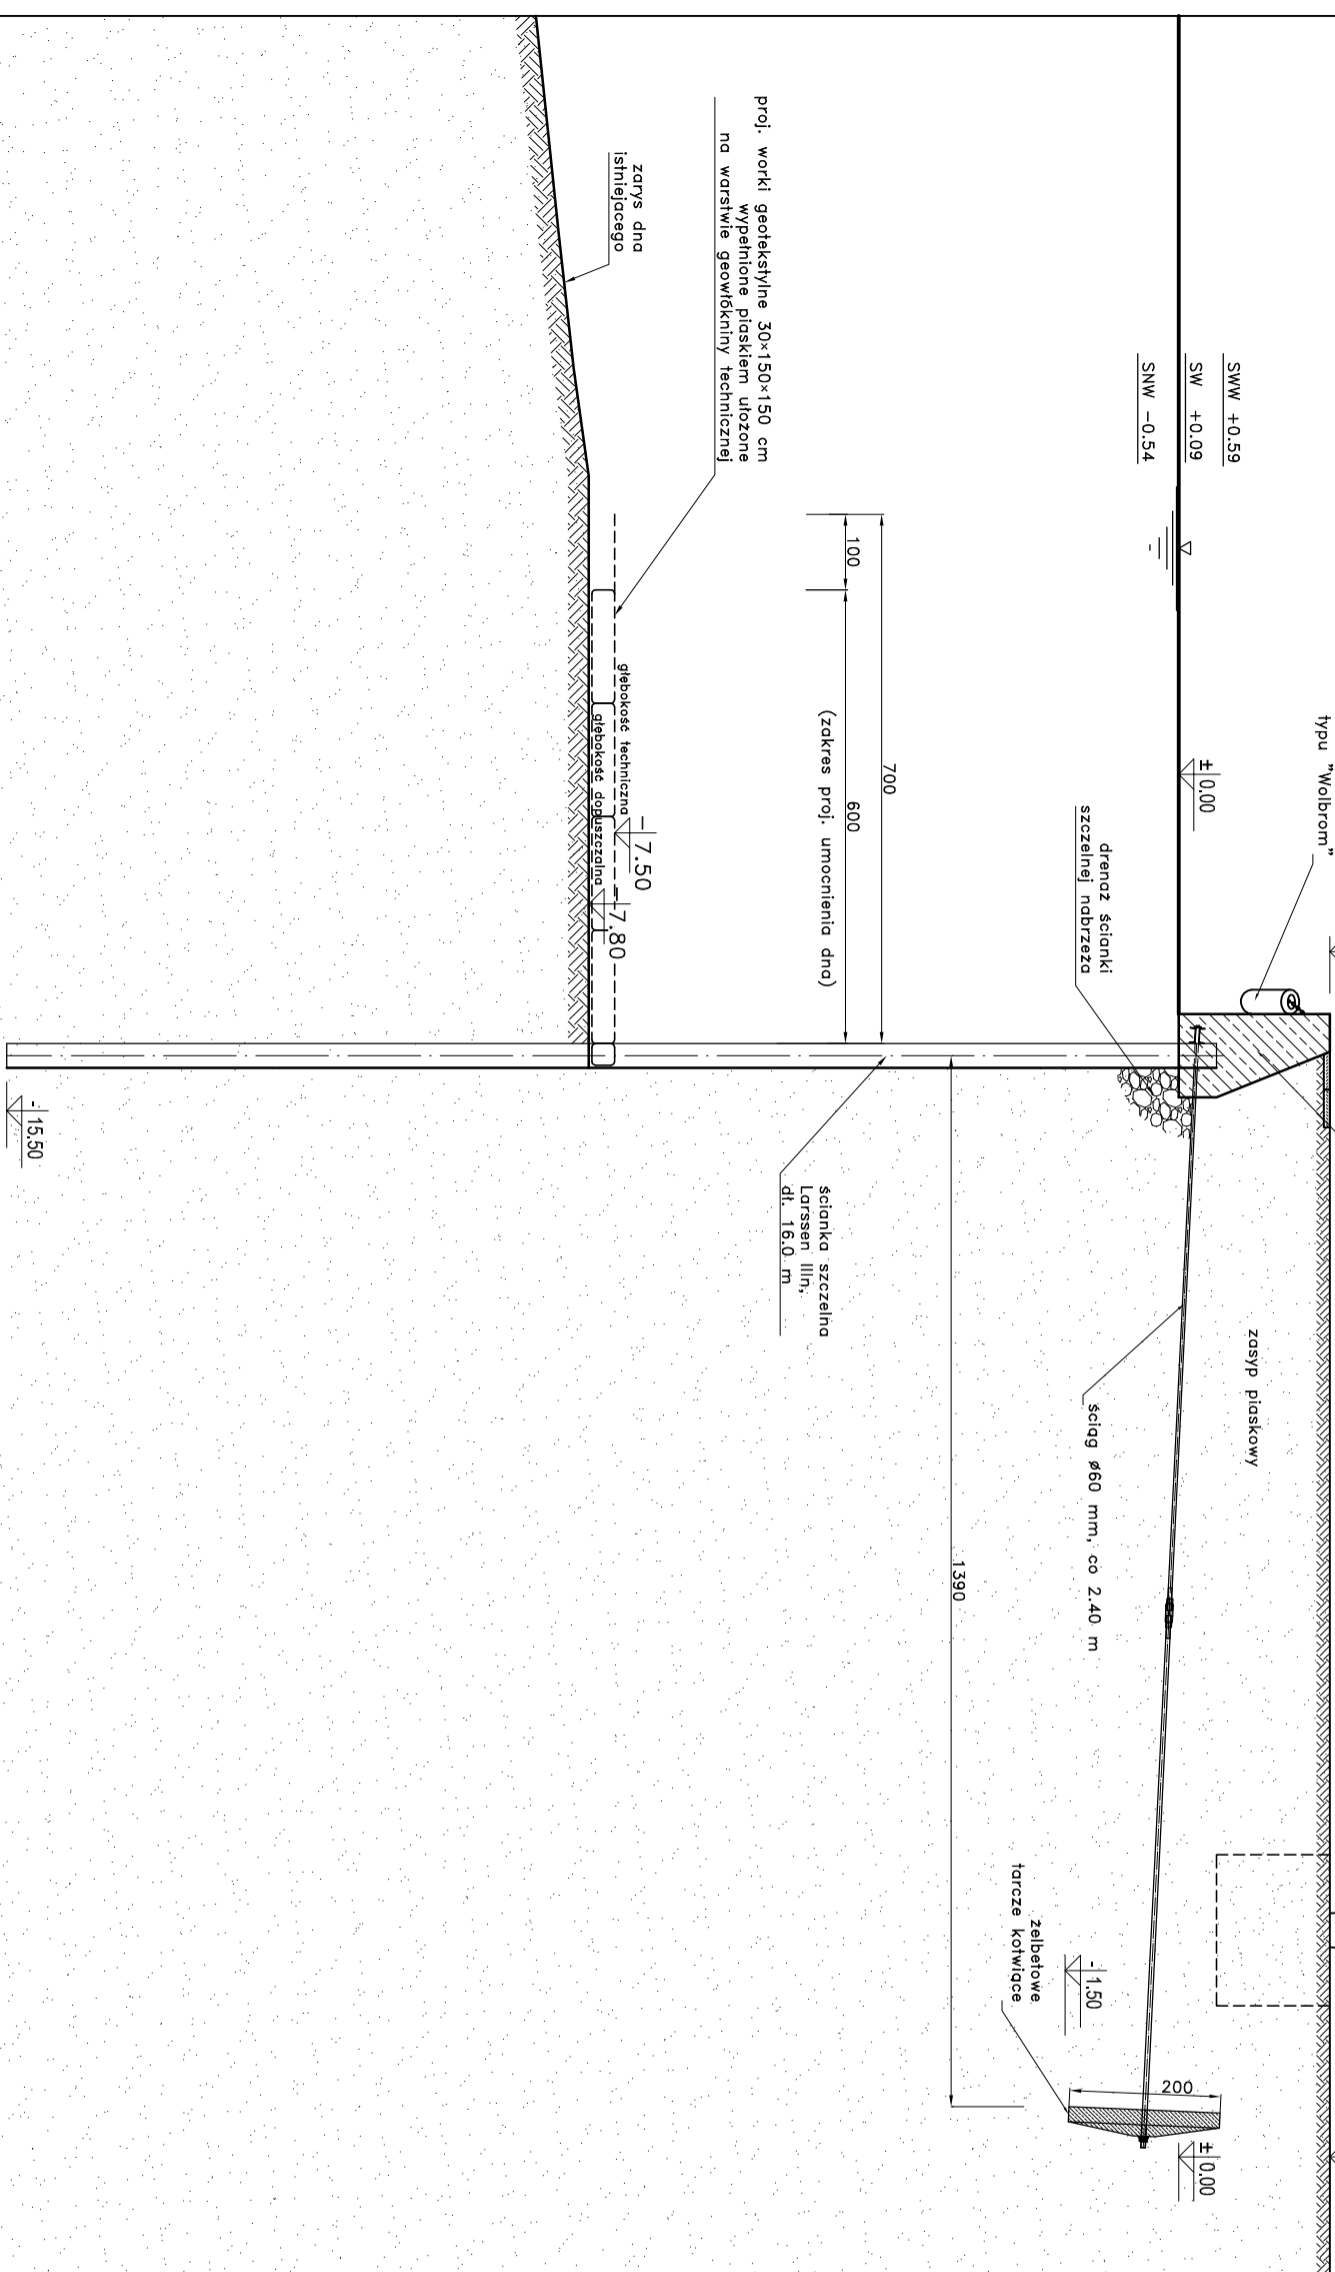 typu "Wolbrom"
SWW +0.59
SW +0.09
SNW -0.54
±0.00
zasyp piaskowy
drenaż ścianki
szczelnej nabrzeża
ściąg ø60 mm, co 2.40 m
±0.00
200
-1.50
żelbetowe
tarcze kotwiące
1390
700
100
600
(zakres proj. umocnienia dna)
ścianka szczelna
Larssen IIIn,
dł. 16.0 m
proj. worki geotekstylne 30×150×150 cm
wypełnione piaskiem ułożone
na warstwie geowłókniny technicznej
zarys dna
istniejącego
głębokość techniczna
-7.50
głębokość dopuszczalna
-7.80
-15.50